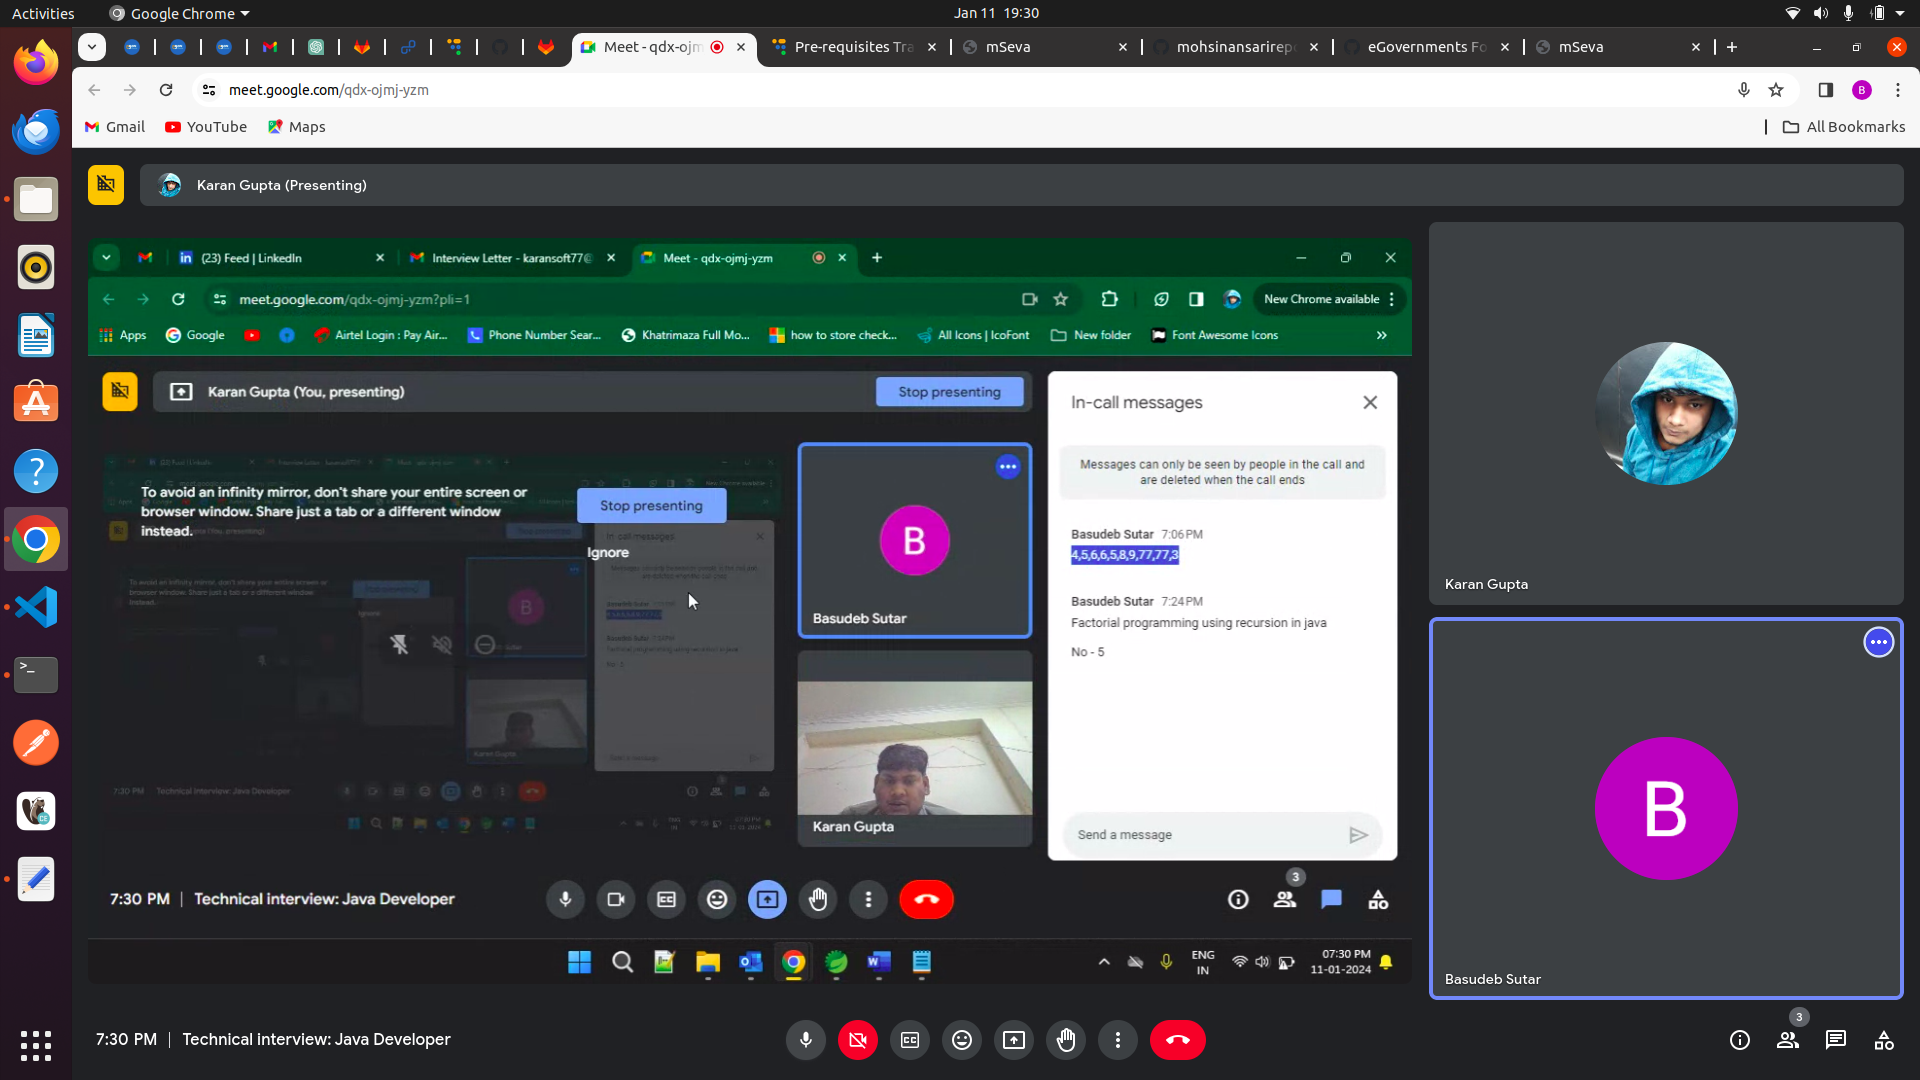 Activities
Google Chrome
Jan 11 19:30
Meet - qdx-ojm
Pre-requisites Tra
mSeva
mohsinansarirepo
eGovernments Fo
mSeva
meet.google.com/qdx-ojmj-yzm
B
Gmail
YouTube
Maps
All Bookmarks
Karan Gupta (Presenting)
(23) Feed | LinkedIn
Interview Letter - karansoft77@
Meet - qdx-ojmj-yzm
meet.google.com/qdx-ojmj-yzm?pli=1
New Chrome available
Apps
Google
Airtel Login : Pay Air...
Phone Number Sear...
Khatrimaza Full Mo...
how to store check...
All Icons | IcoFont
New folder
Font Awesome Icons
Karan Gupta (You, presenting)
Stop presenting
To avoid an infinity mirror, don't share your entire screen or
browser window. Share just a tab or a different window
instead.
Stop presenting
Ignore
B
Basudeb Sutar
Karan Gupta
In-call messages
Messages can only be seen by people in the call and
are deleted when the call ends
Basudeb Sutar 7:06 PM
4,5,6,6,5,8,9,77,77,3
Basudeb Sutar 7:24 PM
Factorial programming using recursion in java
No - 5
Send a message
7:30 PM | Technical interview: Java Developer
3
ENG
IN
07:30 PM
11-01-2024
Karan Gupta
B
Basudeb Sutar
7:30 PM | Technical interview: Java Developer
3